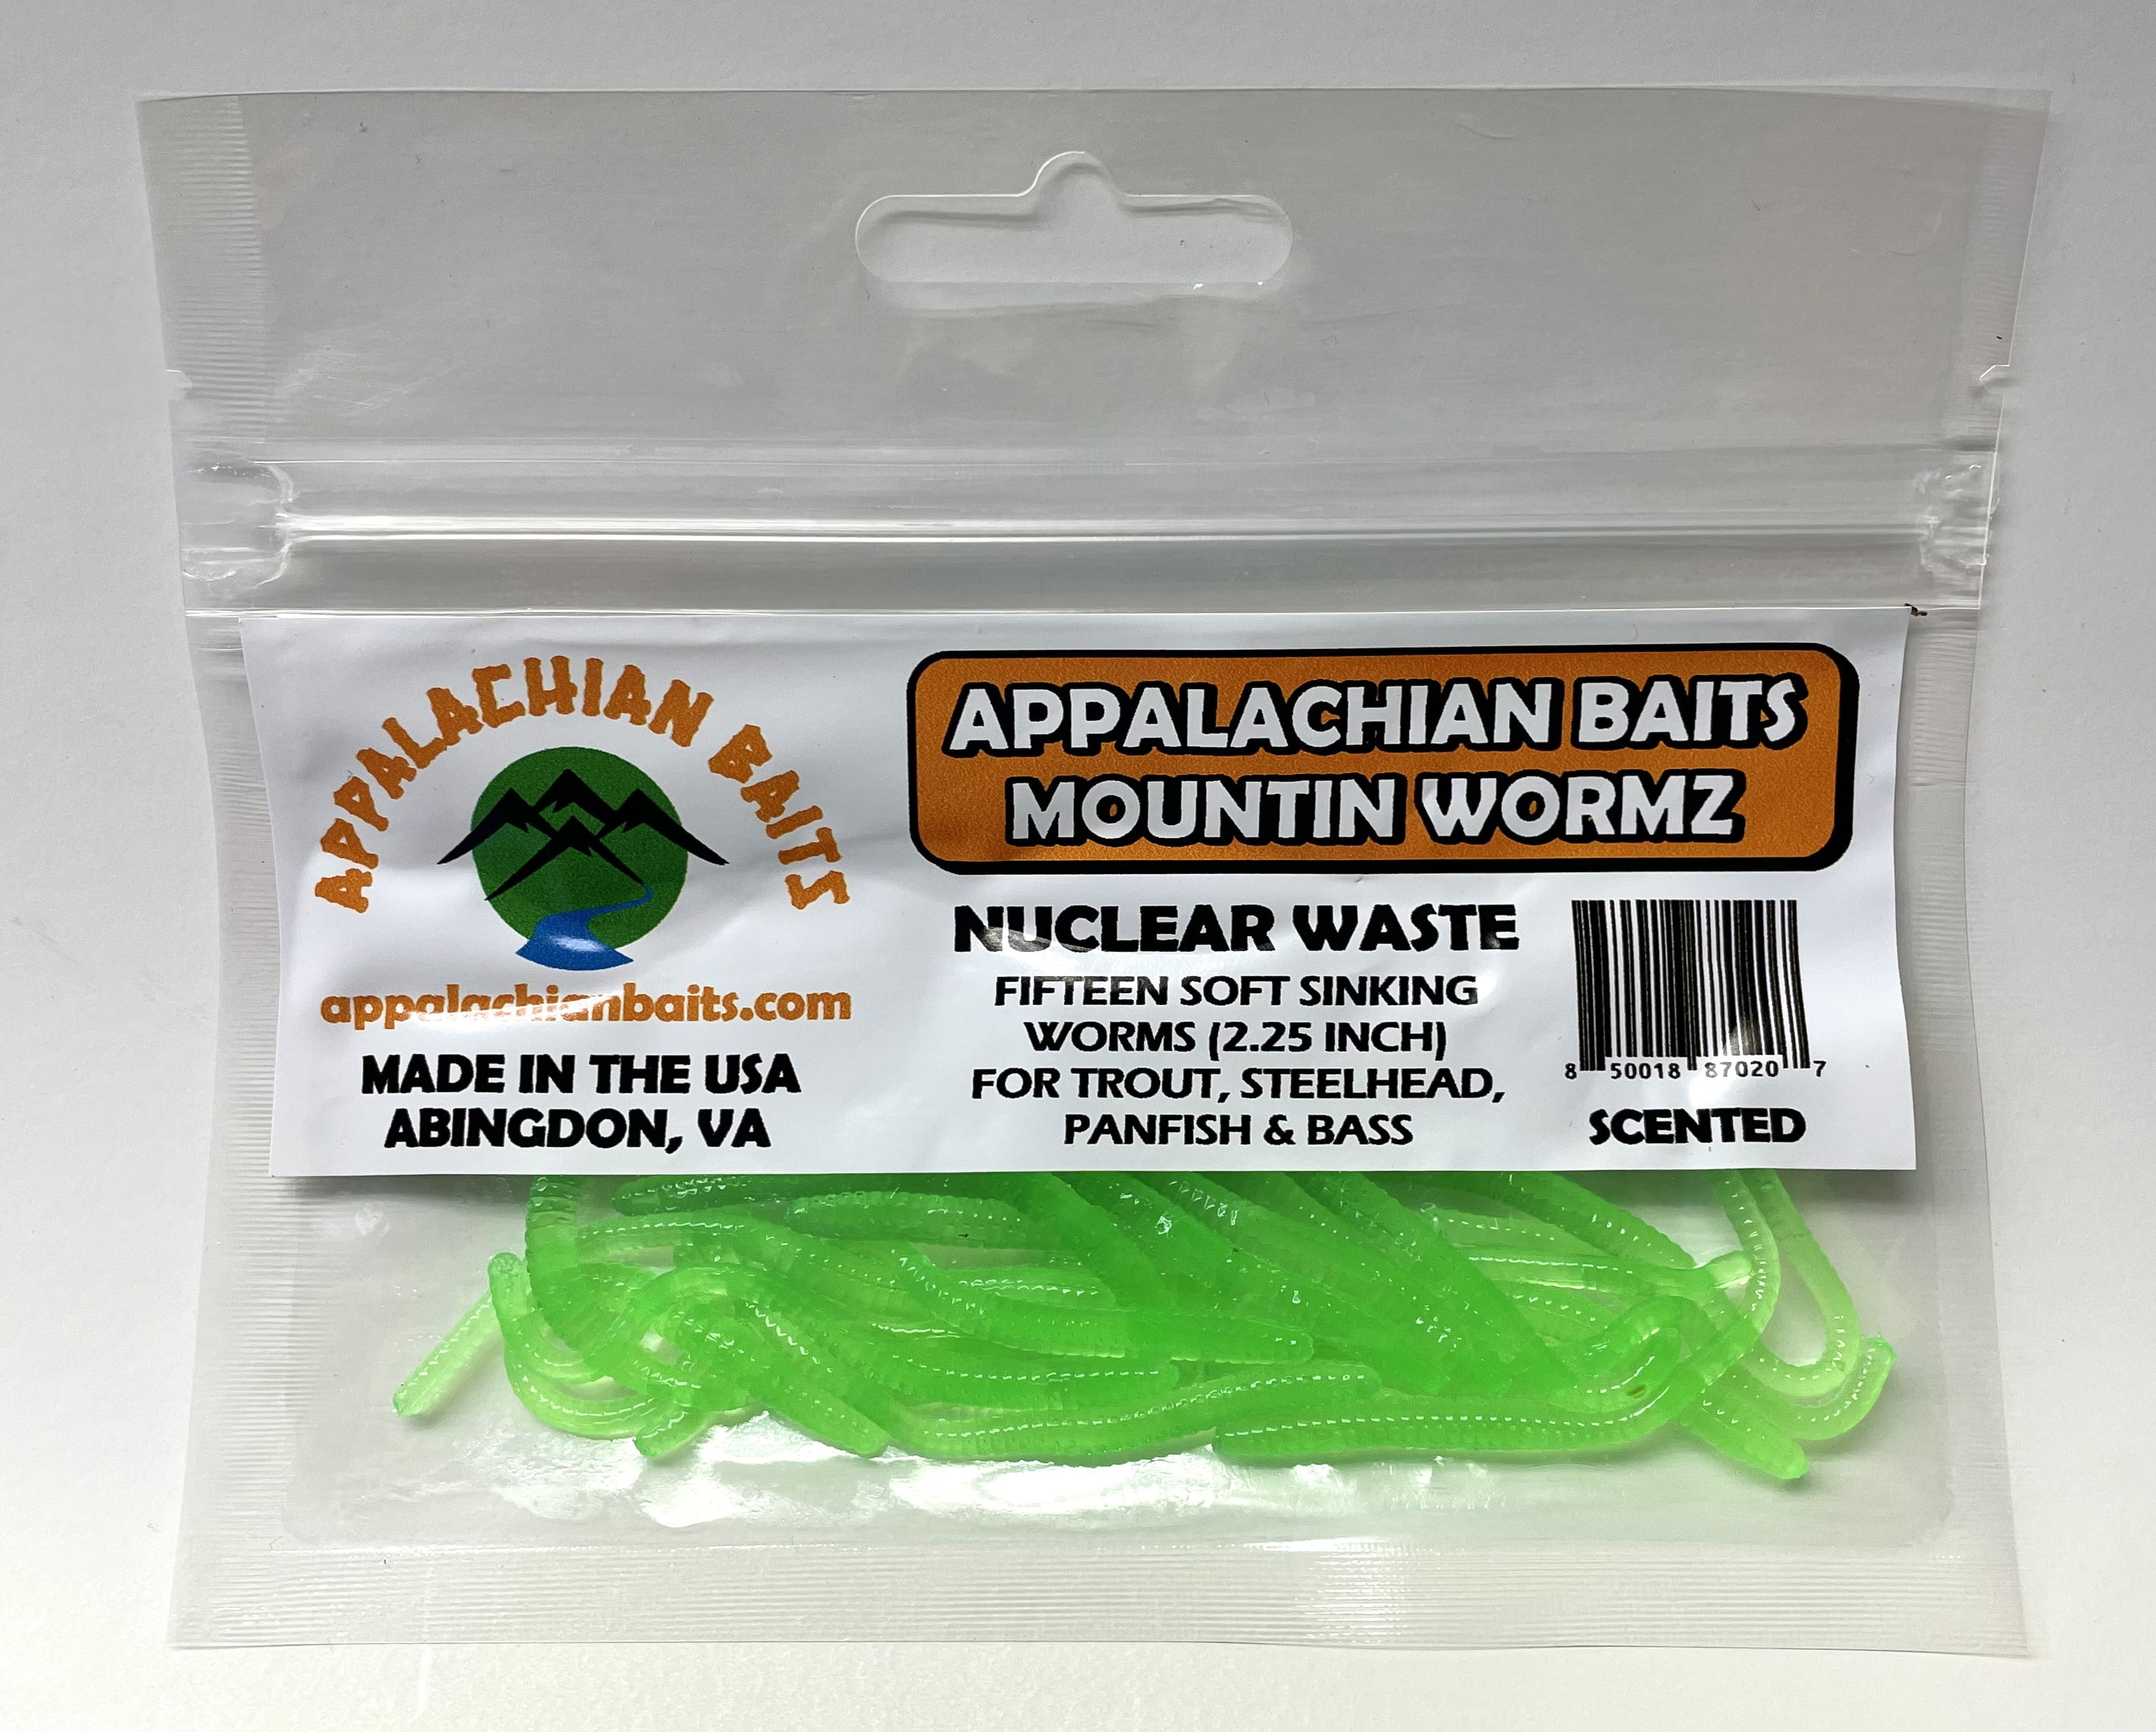 APPALACHIAN BAITS
appalachianbaits.com
MADE IN THE USA
ABINGDON, VA
APPALACHIAN BAITS
MOUNTIN WORMZ
NUCLEAR WASTE
FIFTEEN SOFT SINKING
WORMS (2.25 INCH)
FOR TROUT, STEELHEAD,
PANFISH & BASS
8 50018 87020 7
SCENTED